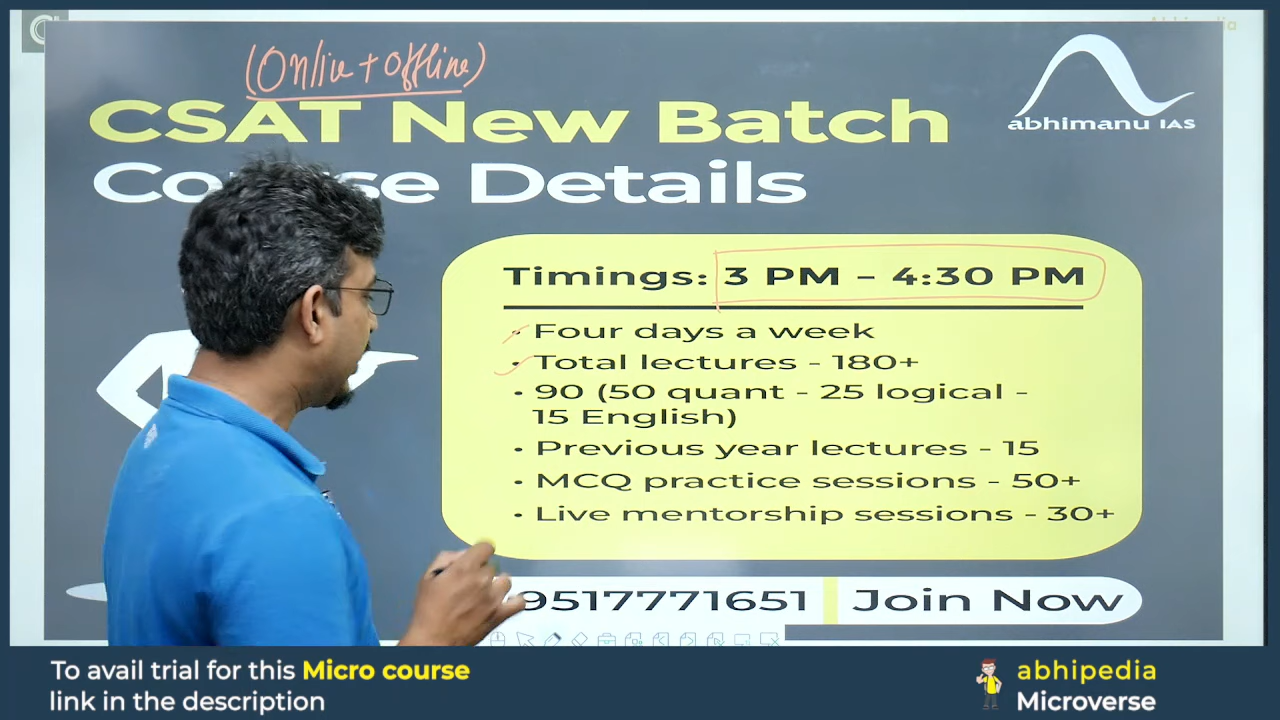 (Online + Offline)
CSAT New Batch
Course Details
abhimanu IAS
Timings: 3 PM – 4:30 PM
• Four days a week
• Total lectures - 180+
• 90 (50 quant - 25 logical -
15 English)
• Previous year lectures - 15
• MCQ practice sessions - 50+
• Live mentorship sessions - 30+
9517771651
Join Now
To avail trial for this Micro course
link in the description
abhipedia
Microverse